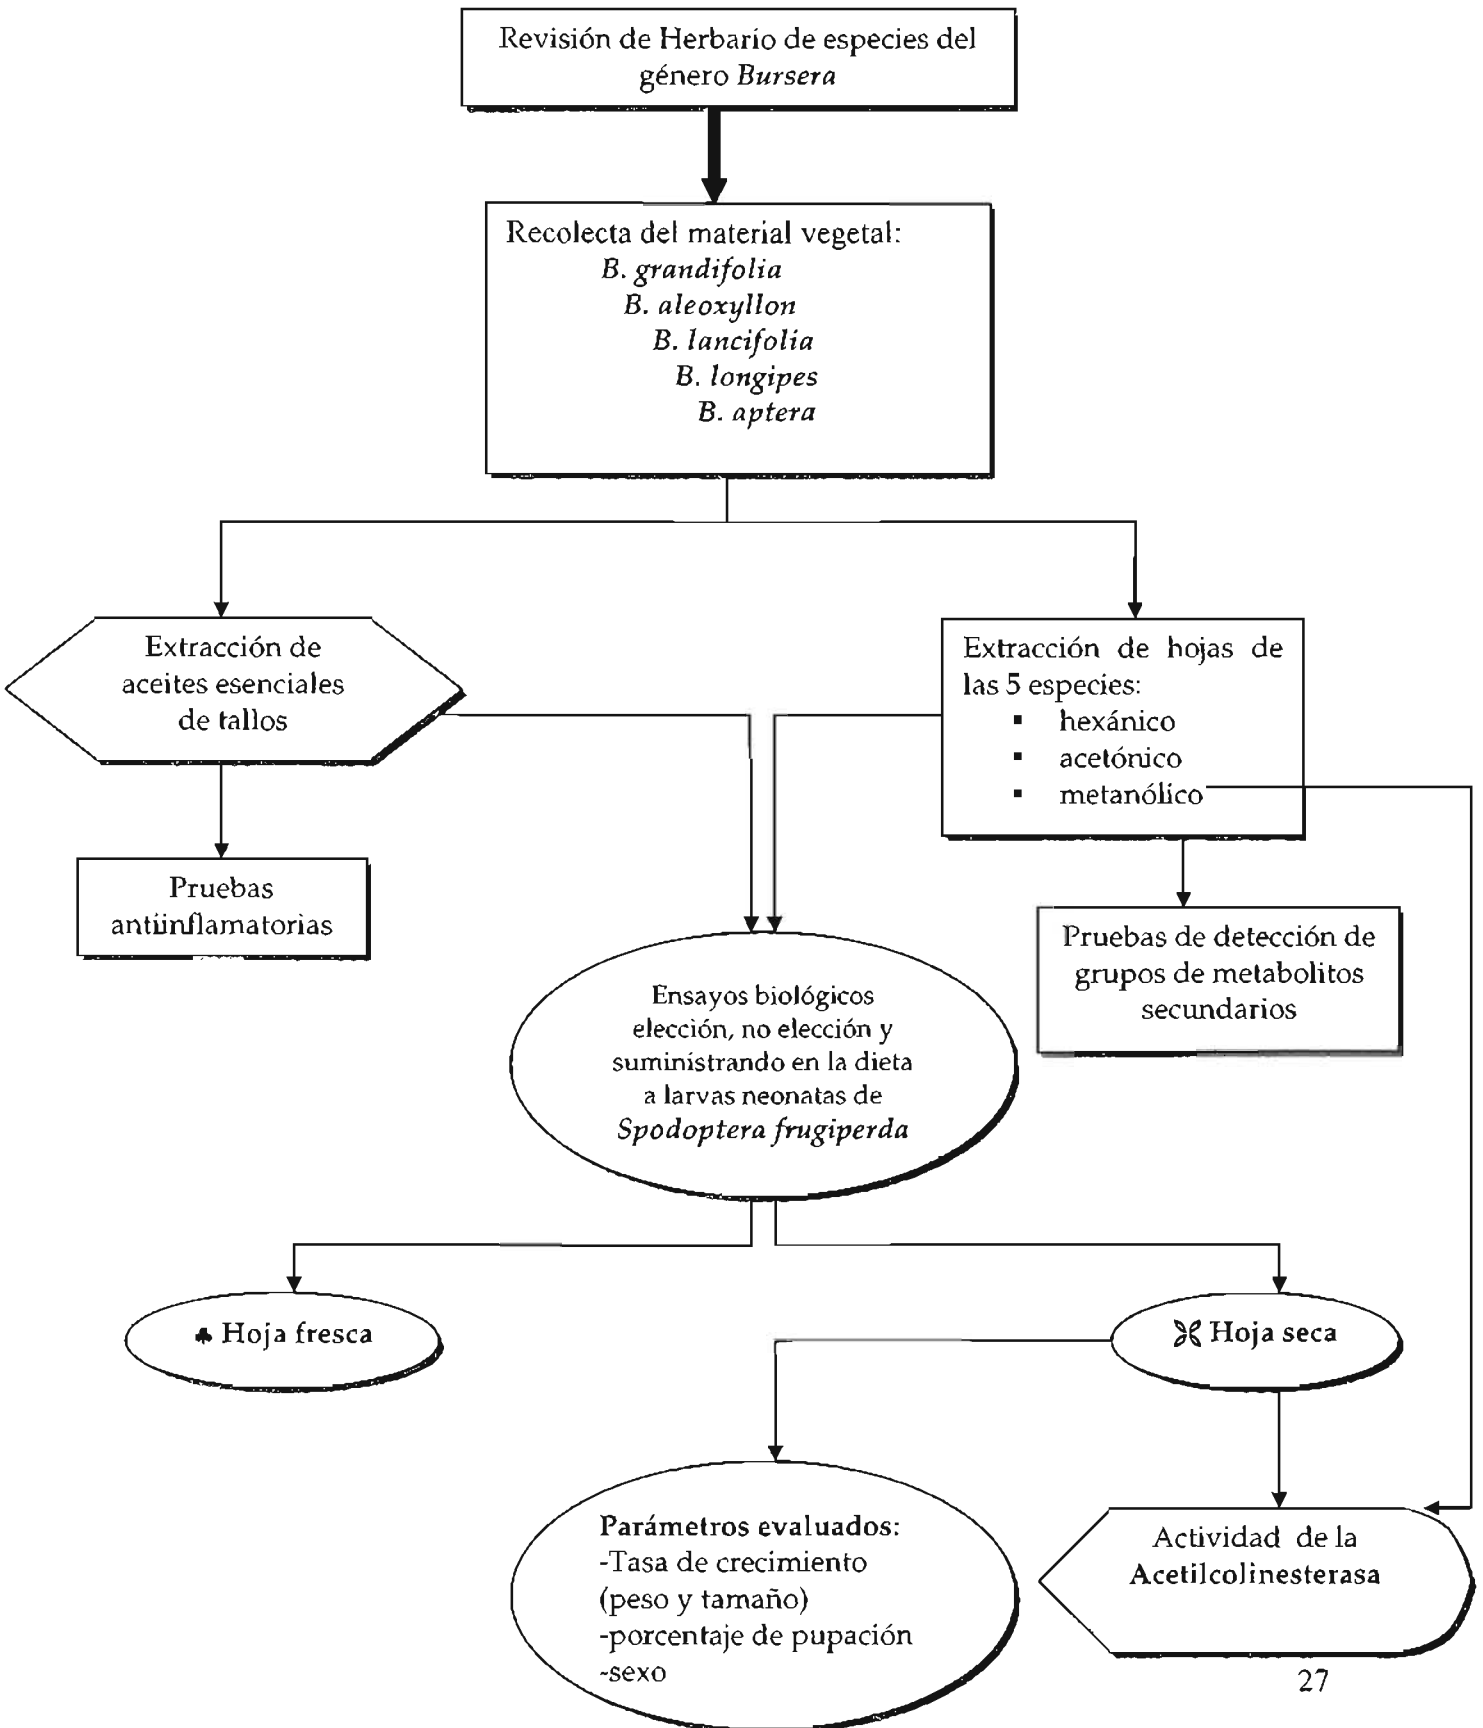 Revisión de Herbario de especies del
género Bursera
Recolecta del material vegetal:
B. grandifolia
B. aleoxyllon
B. lancifolia
B. longipes
B. aptera
Extracción de
aceites esenciales
de tallos
Extracción de hojas de
las 5 especies:
▪ hexánico
▪ acetónico
▪ metanólico
Pruebas
antiinflamatorias
Pruebas de detección de
grupos de metabolitos
secundarios
Ensayos biológicos
elección, no elección y
suministrando en la dieta
a larvas neonatas de
Spodoptera frugiperda
♣ Hoja fresca
Hoja seca
Parámetros evaluados:
-Tasa de crecimiento
(peso y tamaño)
-porcentaje de pupación
-sexo
Actividad de la
Acetilcolinesterasa
27